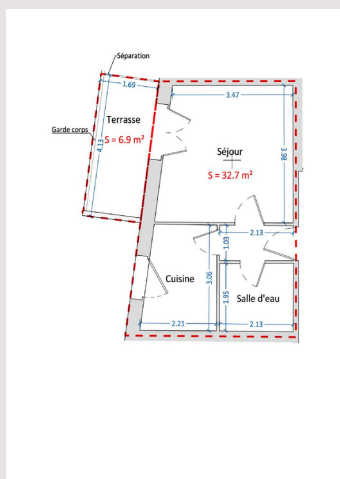 Séparation
1.69
3.47
Terrasse
Garde corps
S = 6.9 m²
4.13
Séjour
3.98
S = 32.7 m²
2.13
1.03
Cuisine
3.06
Salle d'eau
1.95
2.21
2.13